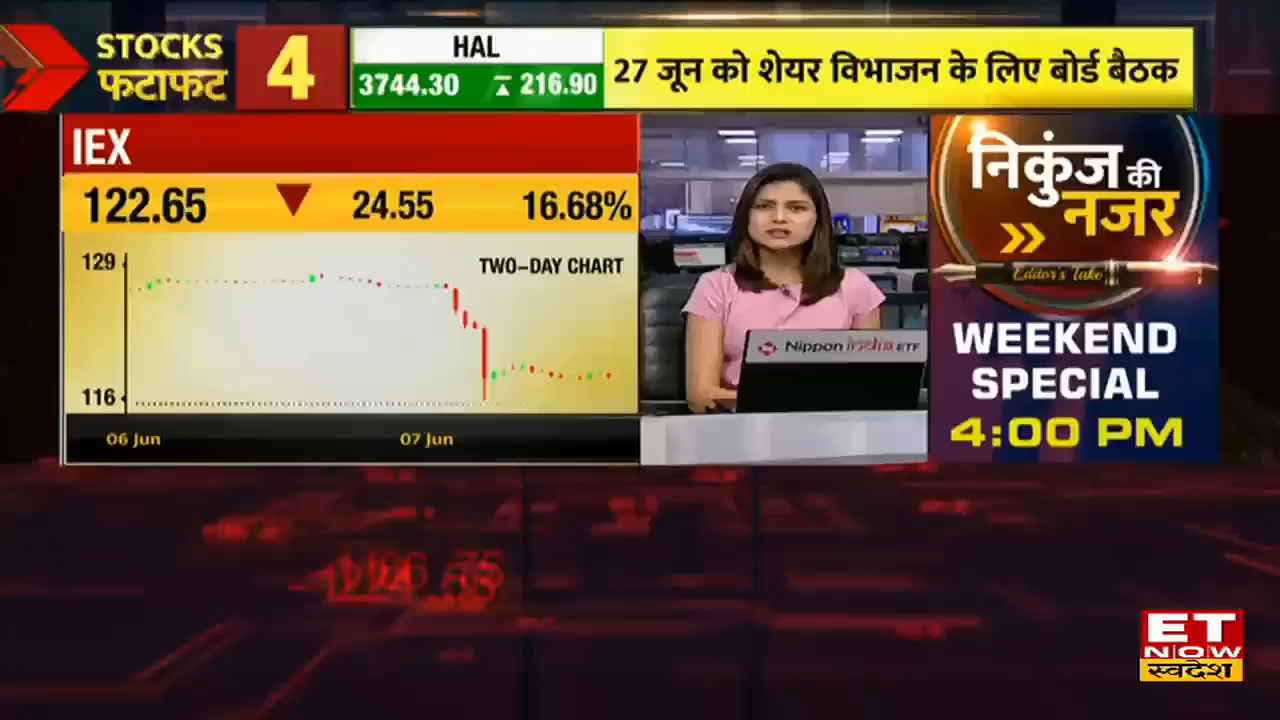 STOCKS
फटाफट
4
HAL
3744.30 216.90
27 जून को शेयर विभाजन के लिए बोर्ड बैठक
IEX
122.65 24.55 16.68%
TWO-DAY CHART
129
116
06 Jun 07 Jun
Nippon india ETF
निकुंज की
नजर
Editor's Take
WEEKEND
SPECIAL
4:00 PM
ET
NOW
स्वदेश